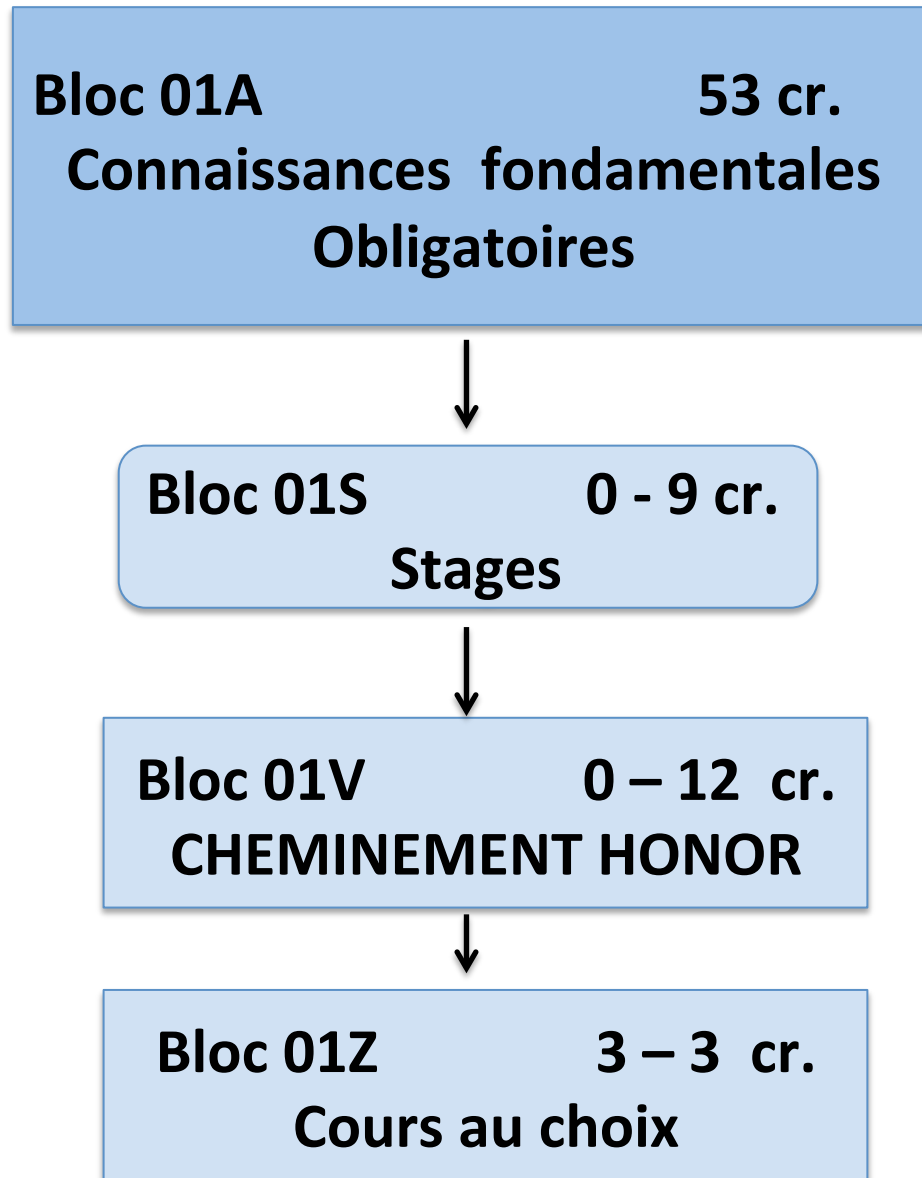 Bloc 01A 53 cr.
Connaissances fondamentales
Obligatoires
Bloc 01S 0 - 9 cr.
Stages
Bloc 01V 0 – 12 cr.
CHEMINEMENT HONOR
Bloc 01Z 3 – 3 cr.
Cours au choix